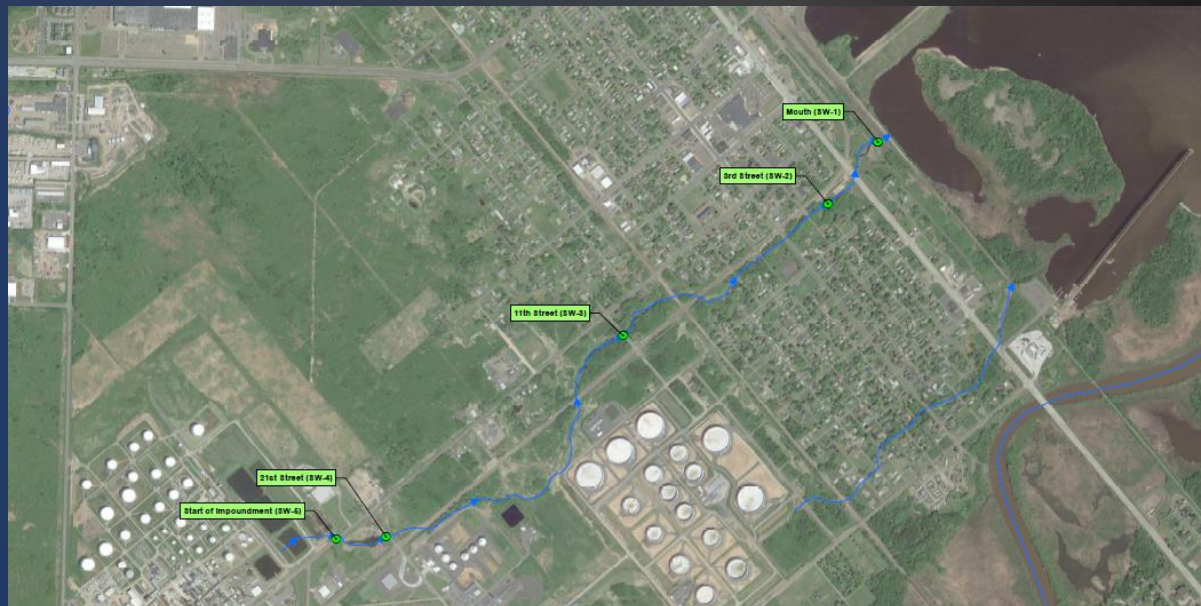 Mouth (SW-1)
3rd Street (SW-2)
11th Street (SW-3)
21st Street (SW-4)
Start of Impoundment (SW-5)